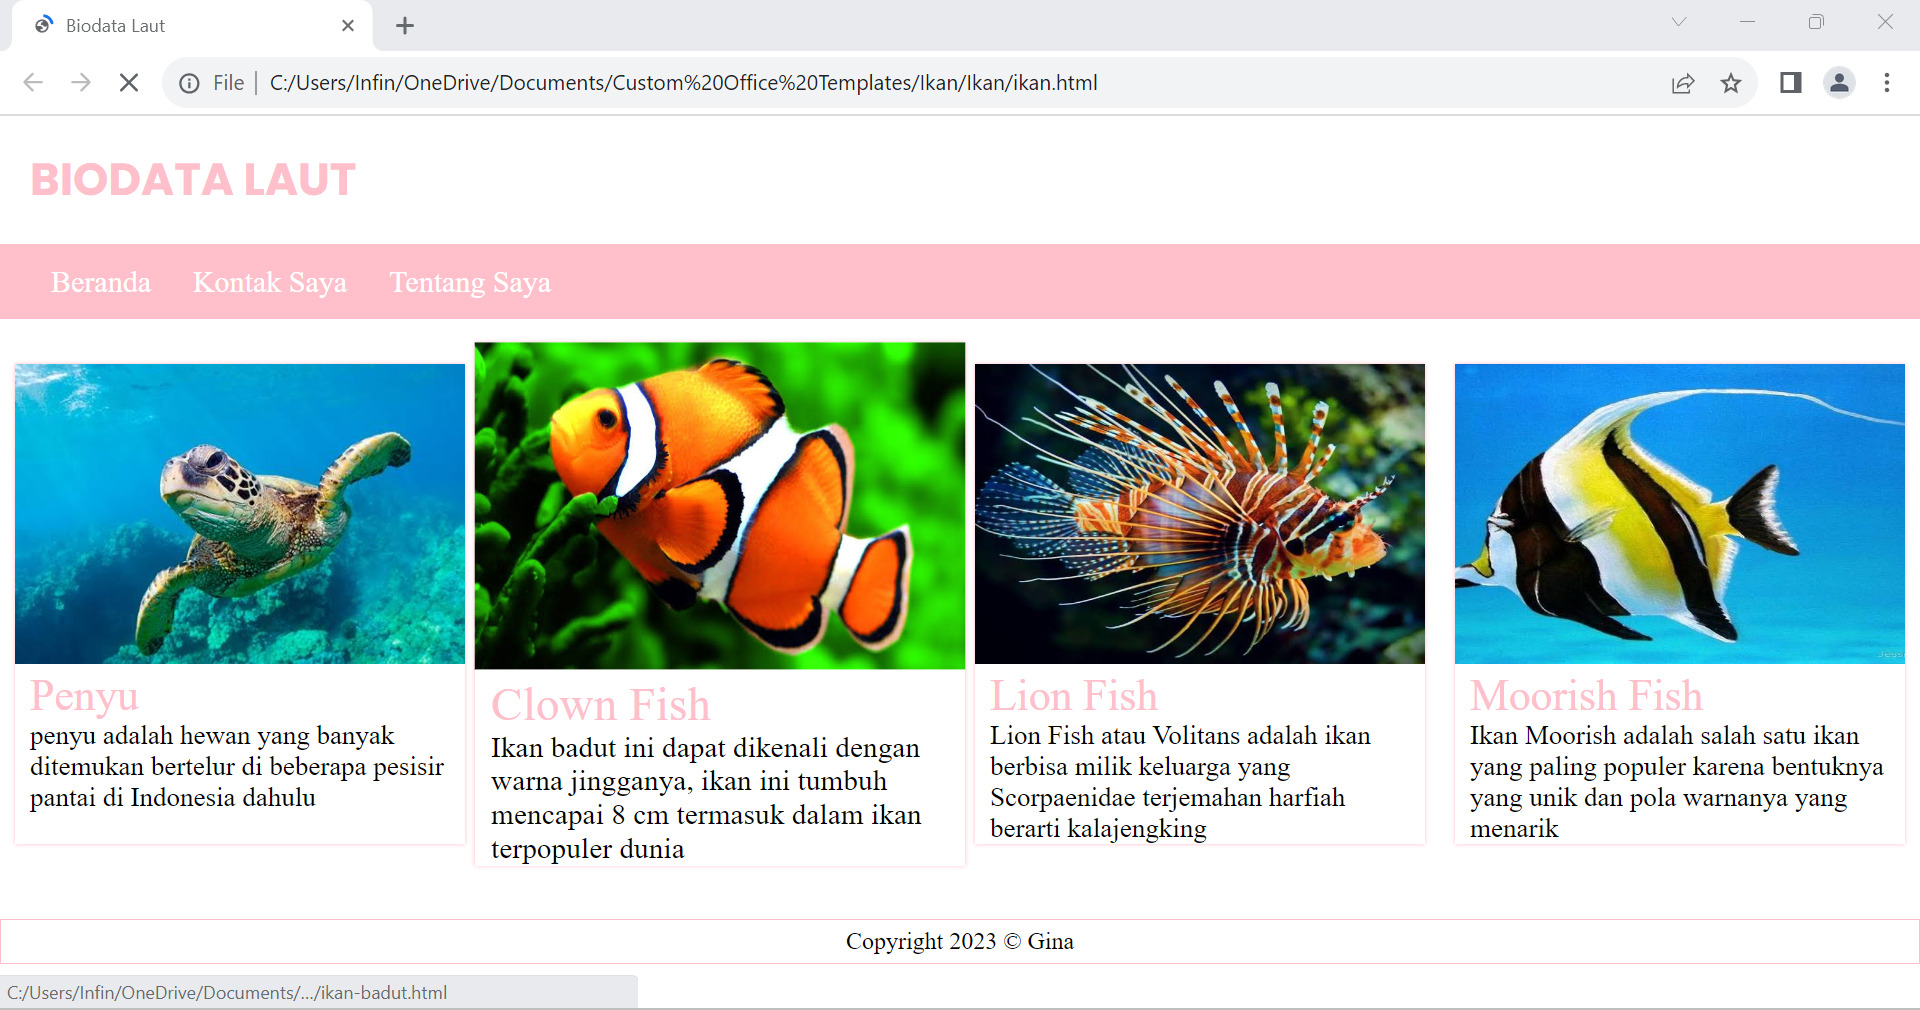 Biodata Laut
File
C:/Users/Infin/OneDrive/Documents/Custom%20Office%20Templates/Ikan/Ikan/ikan.html
BIODATA LAUT
Beranda Kontak Saya Tentang Saya
Penyu
penyu adalah hewan yang banyak
ditemukan bertelur di beberapa pesisir
pantai di Indonesia dahulu
Clown Fish
Ikan badut ini dapat dikenali dengan
warna jingganya, ikan ini tumbuh
mencapai 8 cm termasuk dalam ikan
terpopuler dunia
Lion Fish
Lion Fish atau Volitans adalah ikan
berbisa milik keluarga yang
Scorpaenidae terjemahan harfiah
berarti kalajengking
Moorish Fish
Ikan Moorish adalah salah satu ikan
yang paling populer karena bentuknya
yang unik dan pola warnanya yang
menarik
Copyright 2023 © Gina
C:/Users/Infin/OneDrive/Documents/.../ikan-badut.html